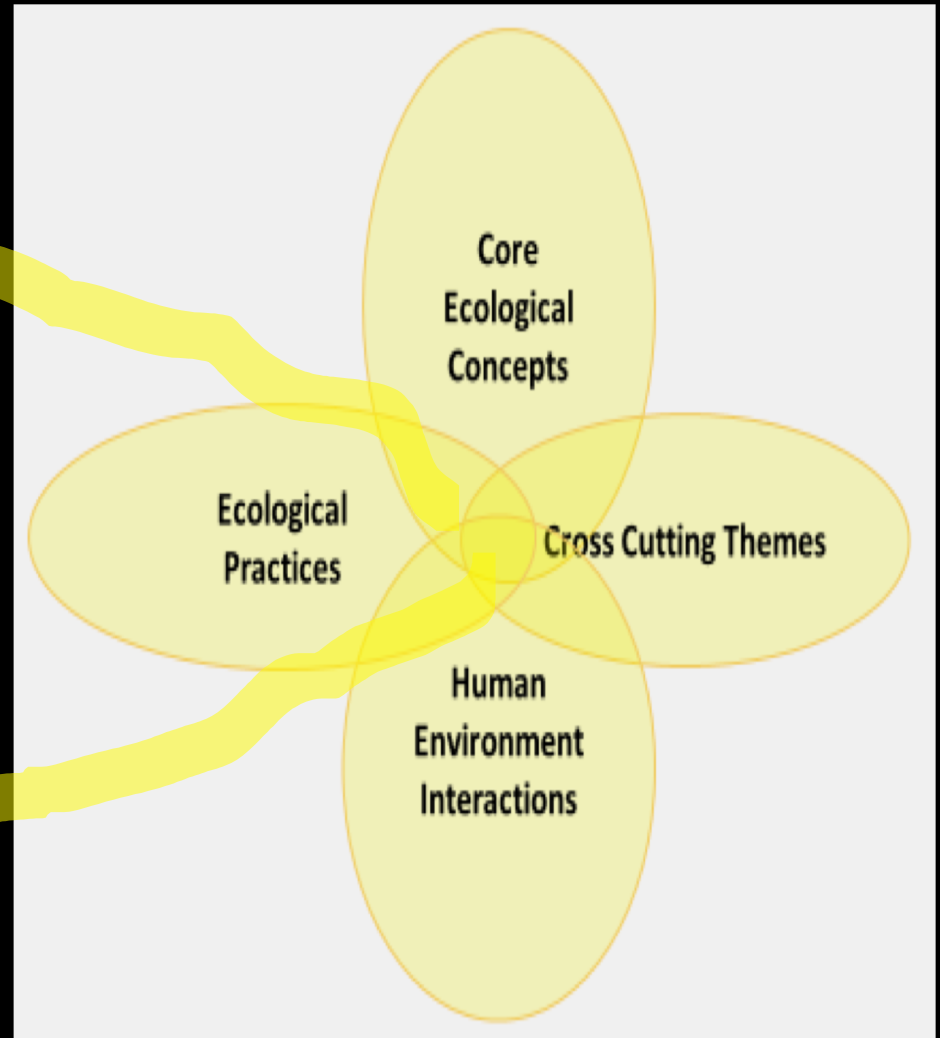 Core
Ecological
Concepts
Ecological
Practices
Cross Cutting Themes
Human
Environment
Interactions